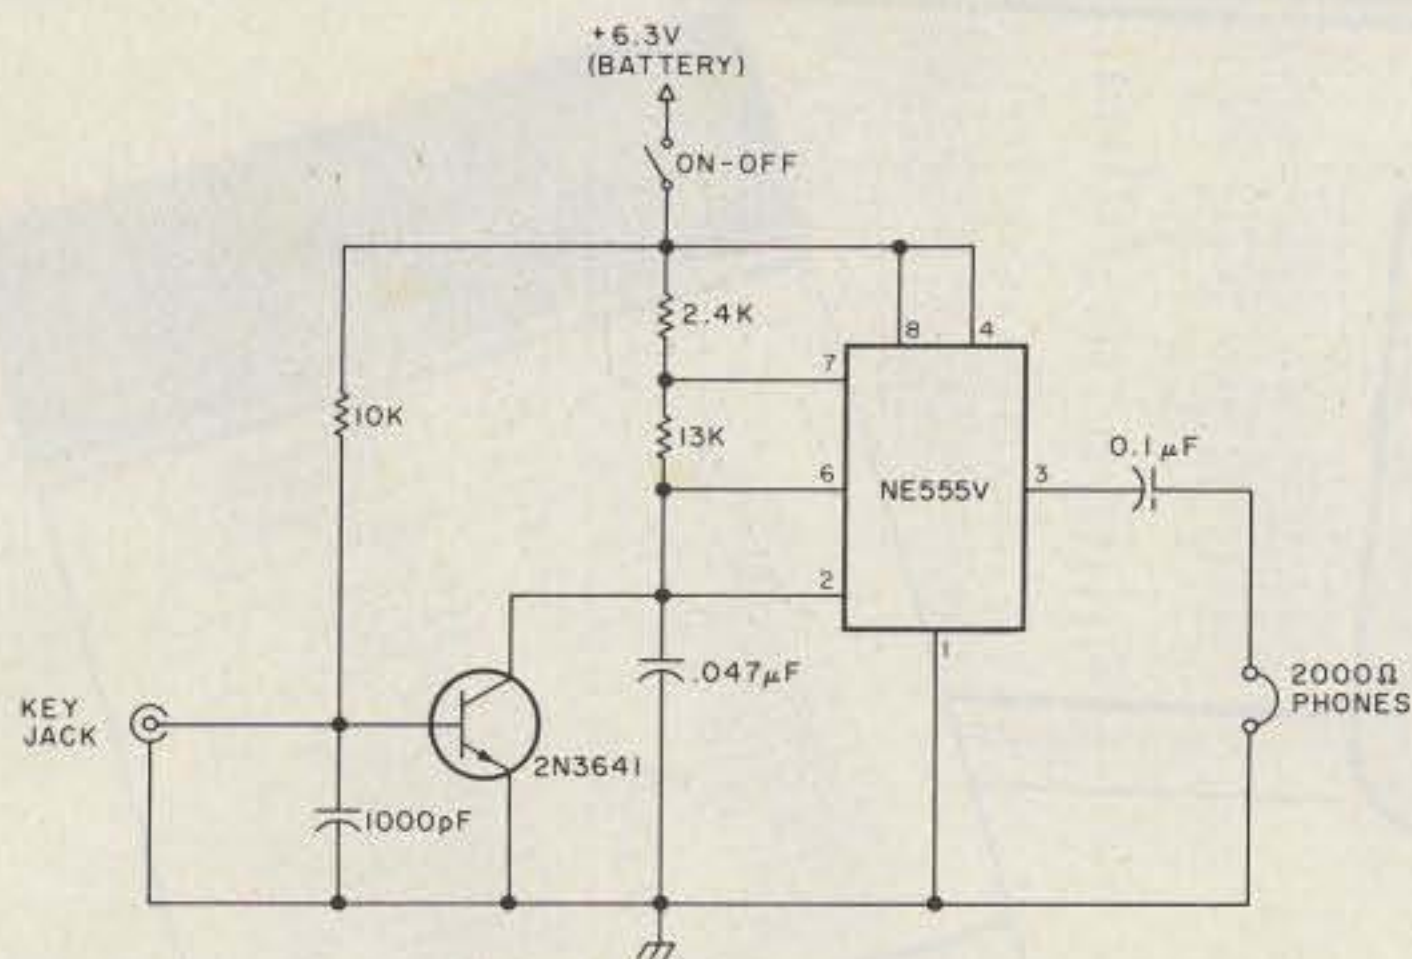 +6.3V
(BATTERY)
ON-OFF
2.4K
8
4
7
10K
13K
0.1µF
6
NE555V
3
2
1
.047µF
2000Ω
PHONES
KEY
JACK
2N3641
1000pF